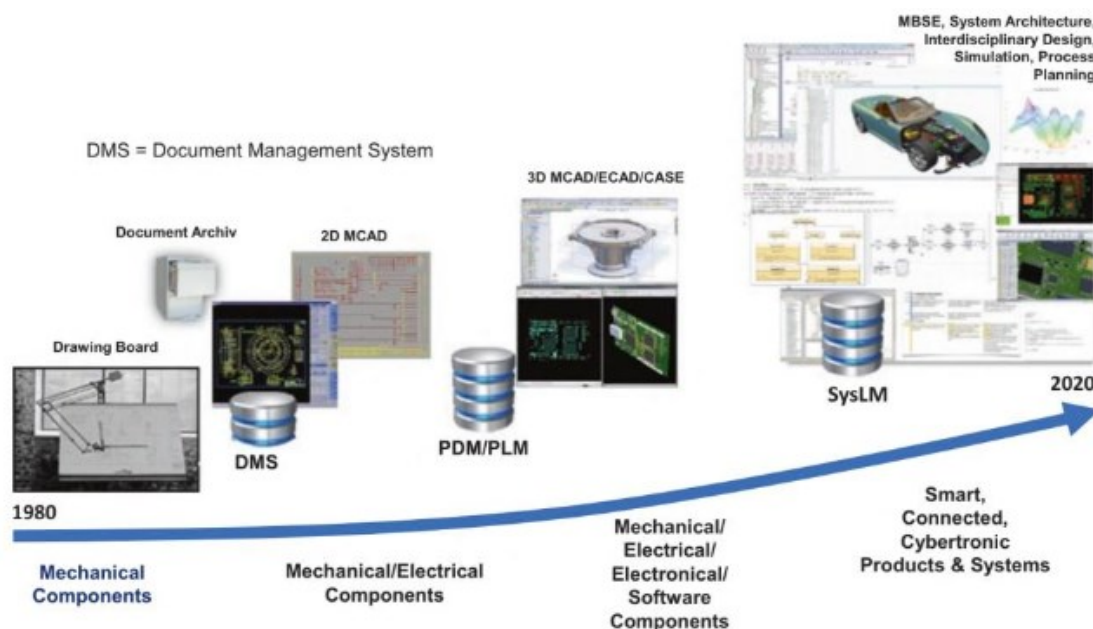 MBSE, System Architecture,
Interdisciplinary Design,
Simulation, Process
Planning
DMS = Document Management System
3D MCAD/ECAD/CASE
Document Archiv
2D MCAD
Drawing Board
DMS
PDM/PLM
SysLM
2020
1980
Mechanical
Components
Mechanical/Electrical
Components
Mechanical/
Electrical/
Electronical/
Software
Components
Smart,
Connected,
Cybertronic
Products & Systems